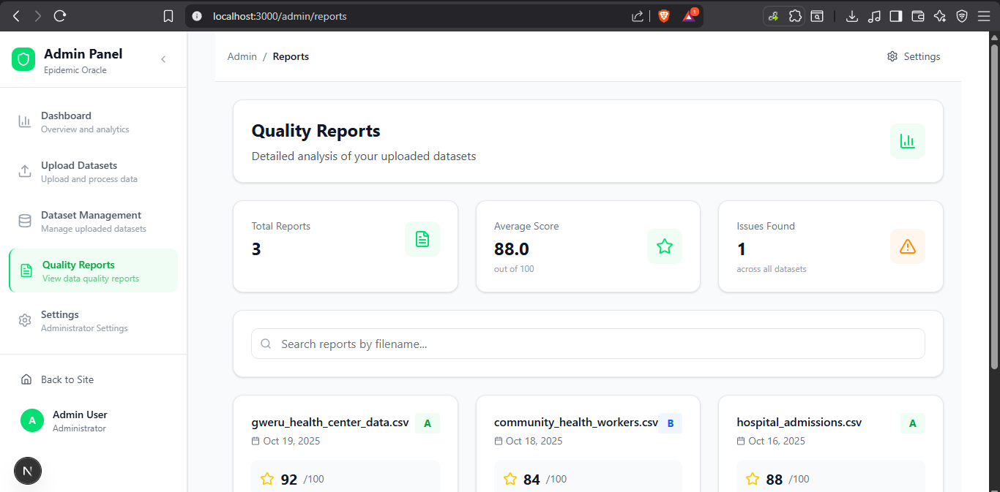 localhost:3000/admin/reports
1
Admin Panel
Epidemic Oracle
Dashboard
Overview and analytics
Upload Datasets
Upload and process data
Dataset Management
Manage uploaded datasets
Quality Reports
View data quality reports
Settings
Administrator Settings
Back to Site
A
Admin User
Administrator
N
Admin / Reports
Settings
Quality Reports
Detailed analysis of your uploaded datasets
Total Reports
3
Average Score
88.0
out of 100
Issues Found
1
across all datasets
Search reports by filename...
gweru_health_center_data.csv A
Oct 19, 2025
92 /100
community_health_workers.csv B
Oct 18, 2025
84 /100
hospital_admissions.csv A
Oct 16, 2025
88 /100